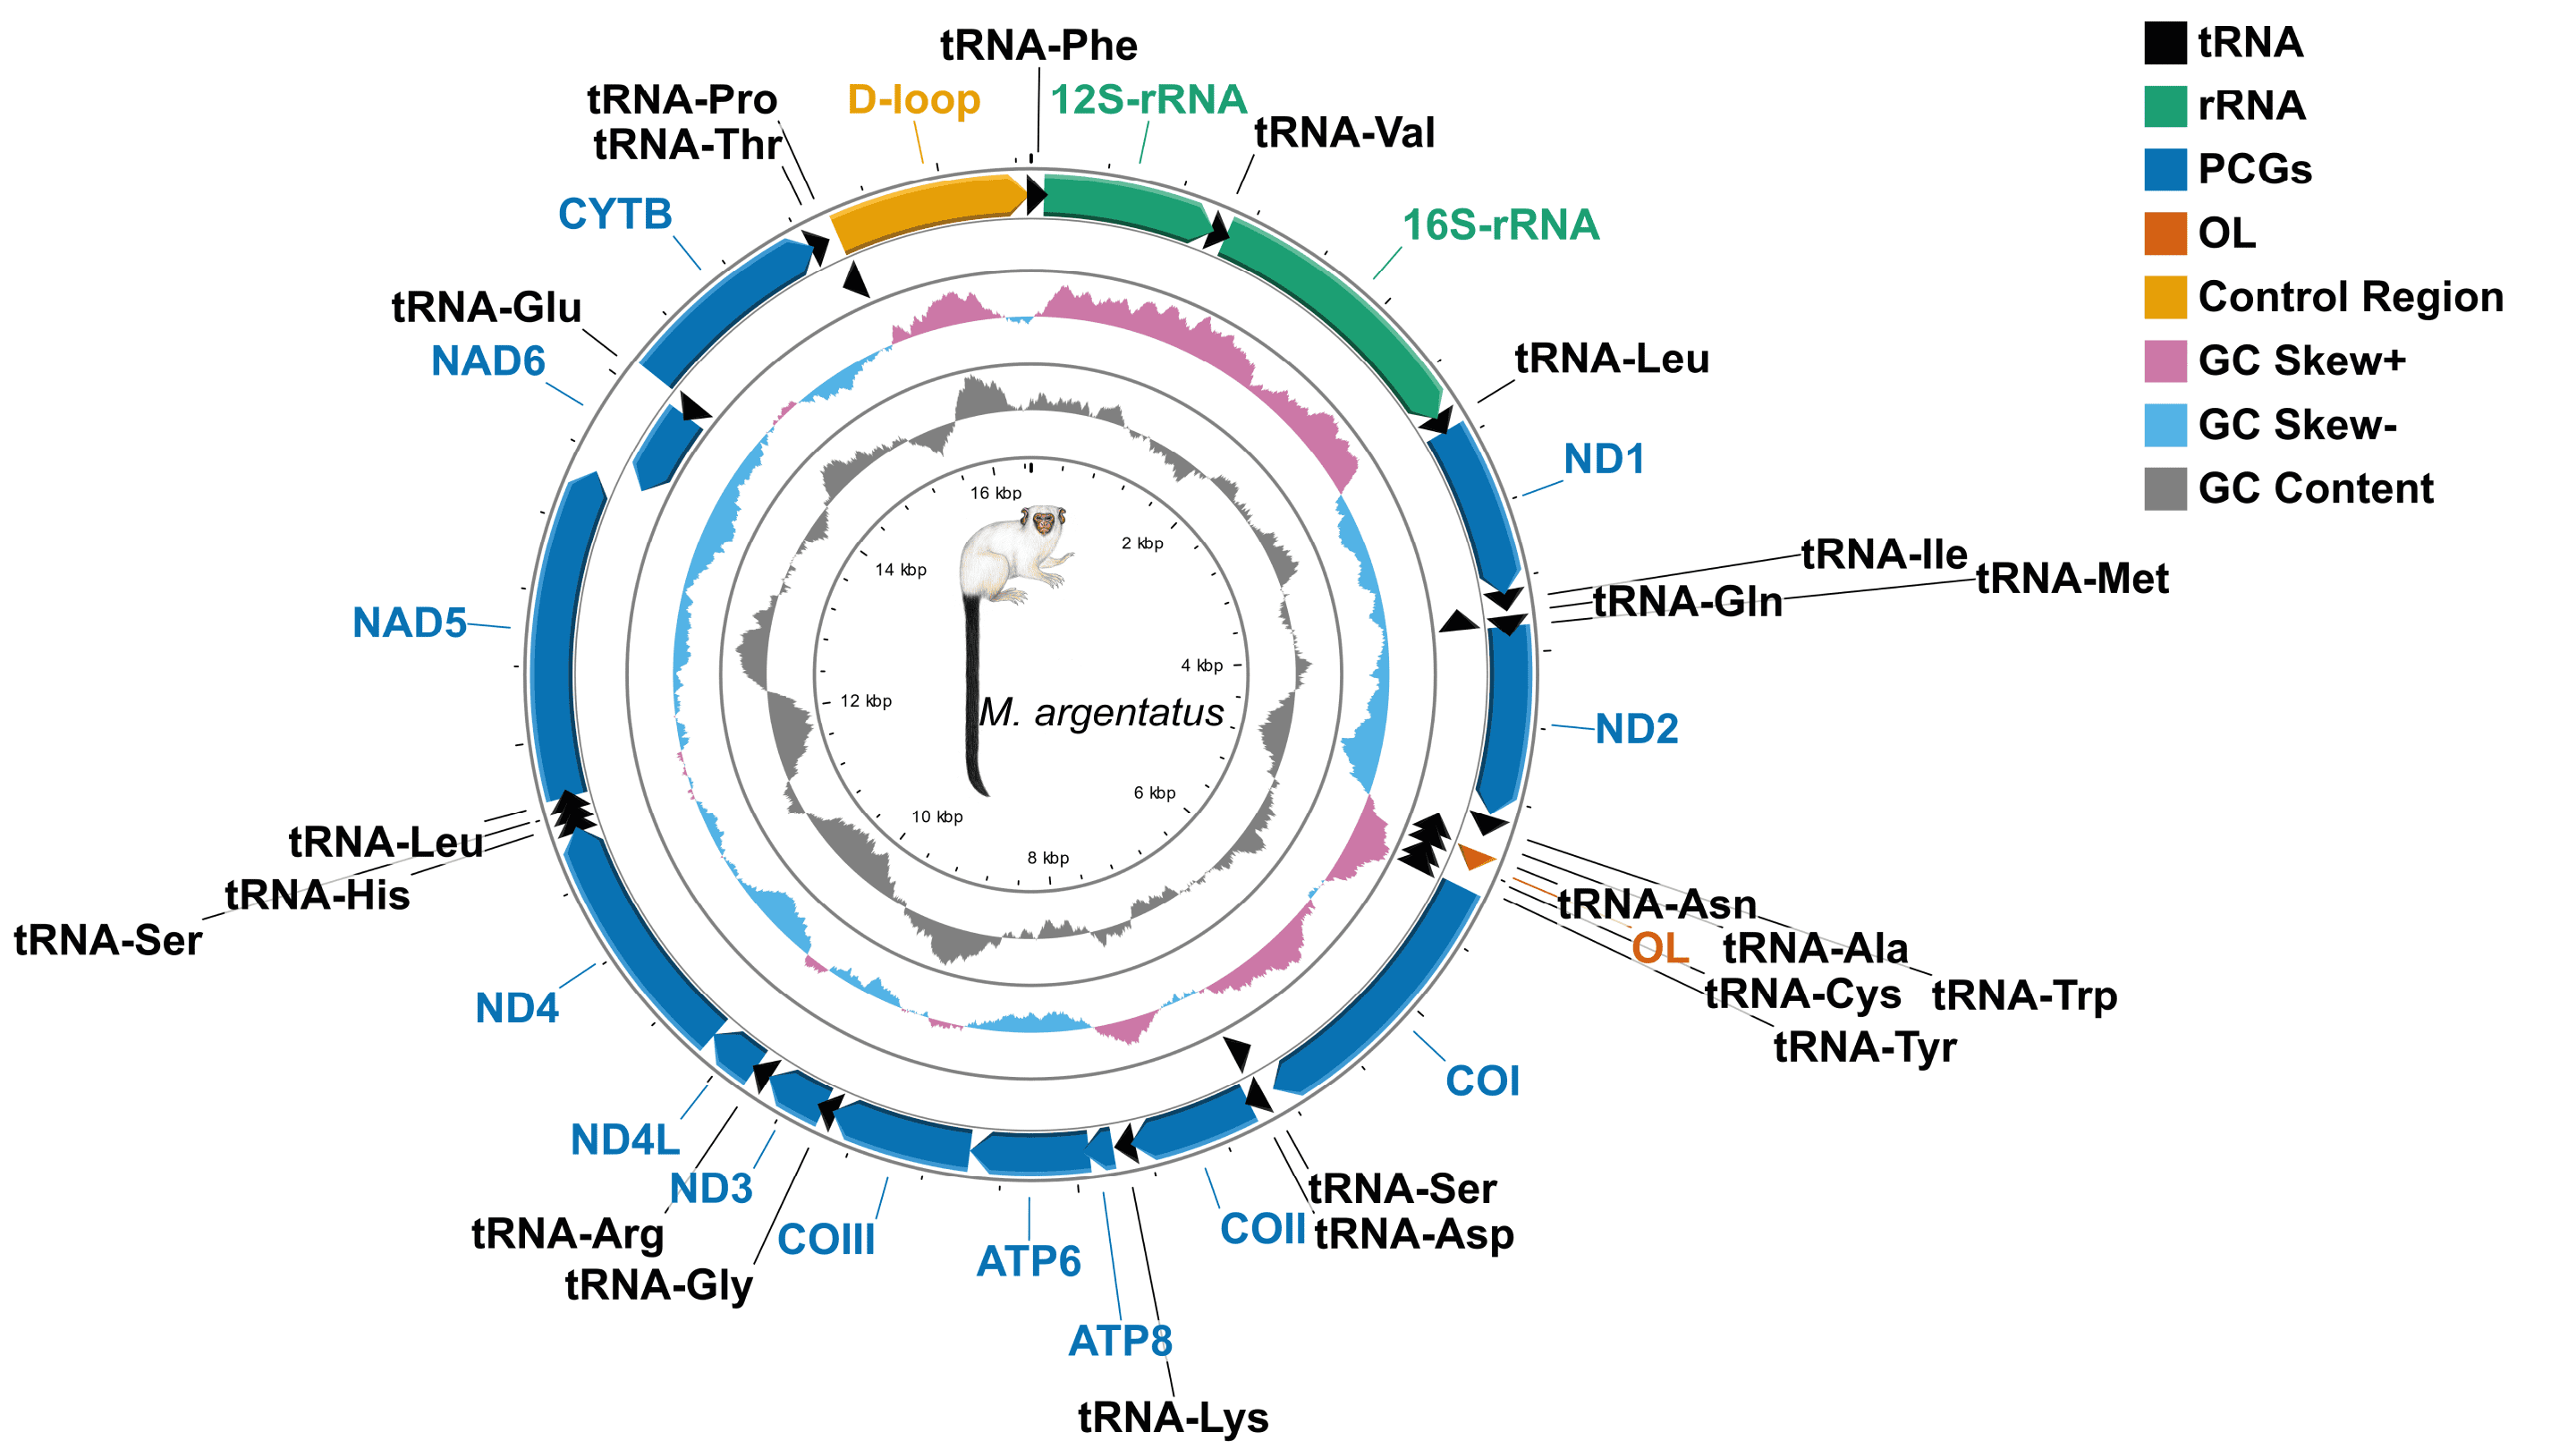 tRNA-Phe
tRNA-Pro
D-loop
12S-rRNA
tRNA-Thr
tRNA-Val
CYTB
16S-rRNA
tRNA-Glu
NAD6
tRNA-Leu
ND1
tRNA-Ile
tRNA-Met
tRNA-Gln
NAD5
ND2
tRNA-Leu
tRNA-His
tRNA-Ser
tRNA-Asn
OL
tRNA-Ala
tRNA-Cys
tRNA-Trp
tRNA-Tyr
ND4
COI
ND4L
ND3
tRNA-Ser
tRNA-Arg
COIII
COII
tRNA-Asp
tRNA-Gly
ATP6
ATP8
tRNA-Lys
16 kbp
2 kbp
14 kbp
4 kbp
12 kbp
M. argentatus
6 kbp
10 kbp
8 kbp
tRNA
rRNA
PCGs
OL
Control Region
GC Skew+
GC Skew-
GC Content